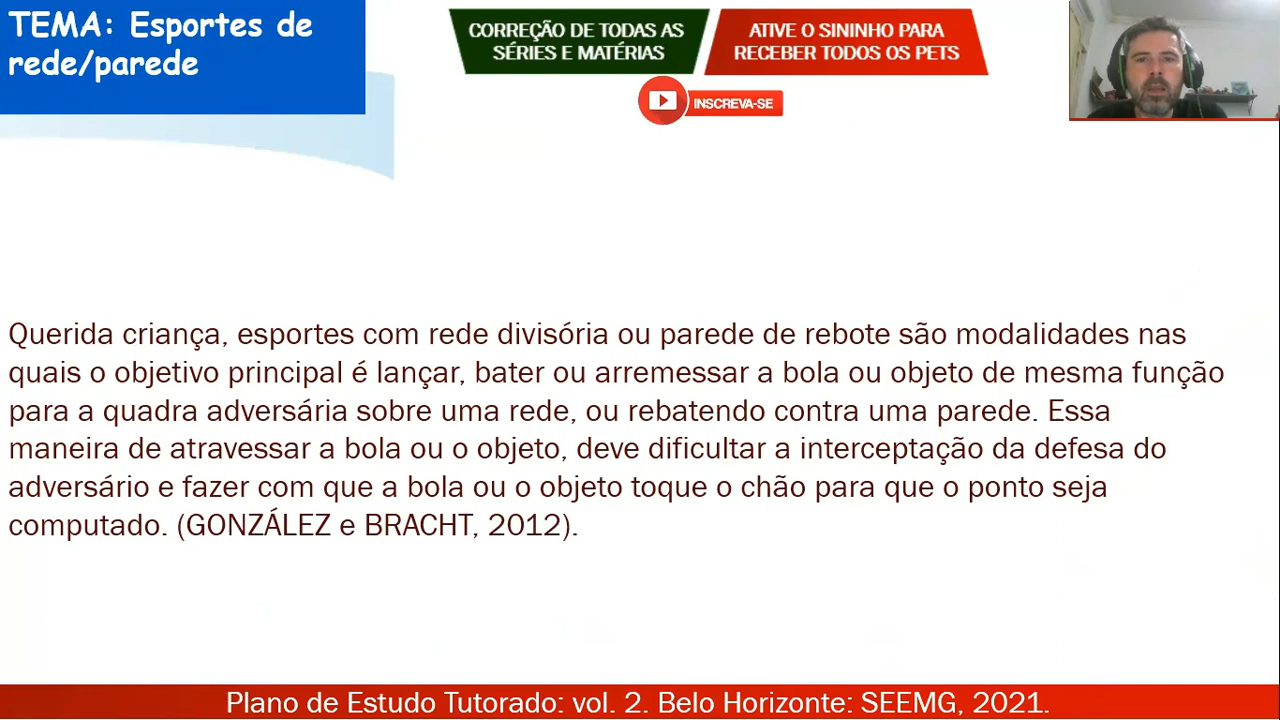 TEMA: Esportes de
rede/parede
CORREÇÃO DE TODAS AS
SÉRIES E MATÉRIAS
ATIVE O SININHO PARA
RECEBER TODOS OS PETS
INSCREVA-SE
Querida criança, esportes com rede divisória ou parede de rebote são modalidades nas
quais o objetivo principal é lançar, bater ou arremessar a bola ou objeto de mesma função
para a quadra adversária sobre uma rede, ou rebatendo contra uma parede. Essa
maneira de atravessar a bola ou o objeto, deve dificultar a interceptação da defesa do
adversário e fazer com que a bola ou o objeto toque o chão para que o ponto seja
computado. (GONZÁLEZ e BRACHT, 2012).
Plano de Estudo Tutorado: vol. 2. Belo Horizonte: SEEMG, 2021.